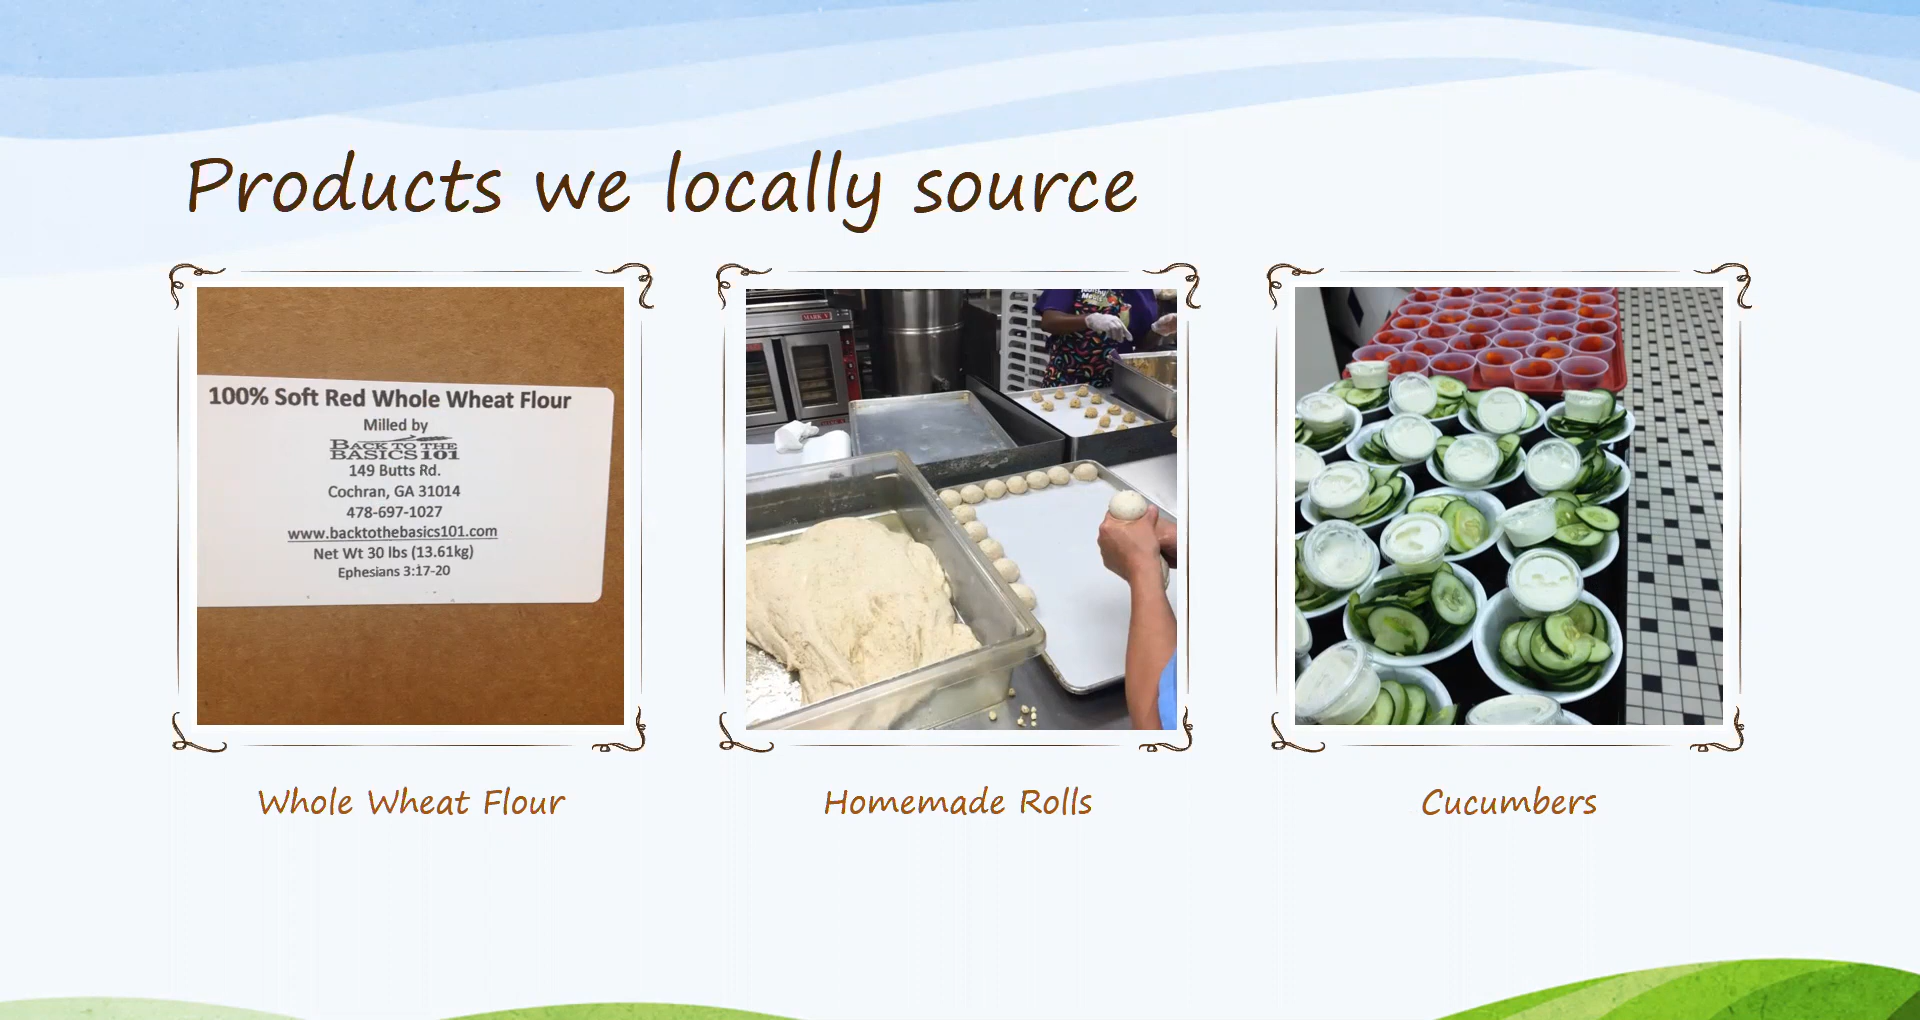 Products we locally source
100% Soft Red Whole Wheat Flour
Milled by
BACK TO THE
BASICS 101
149 Butts Rd.
Cochran, GA 31014
478-697-1027
www.backtothebasics101.com
Net Wt 30 lbs (13.61kg)
Ephesians 3:17-20
MARK V
Whole Wheat Flour
Homemade Rolls
Cucumbers